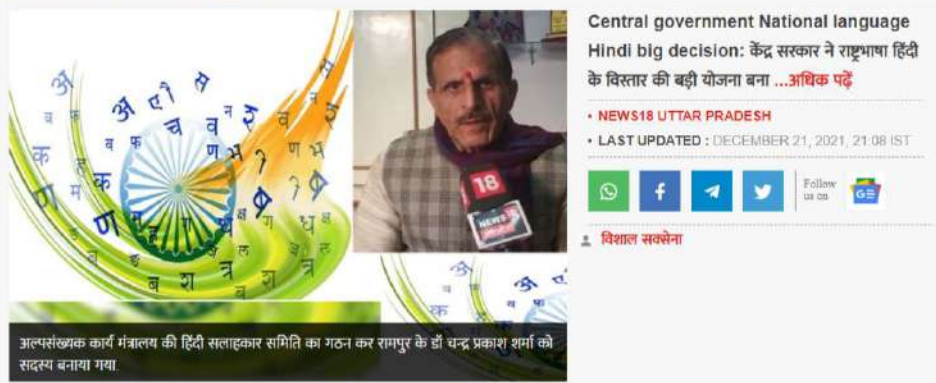 18
NEWS
अल्पसंख्यक कार्य मंत्रालय की हिंदी सलाहकार समिति का गठन कर रामपुर के डॉ चन्द्र प्रकाश शर्मा को
सदस्य बनाया गया.
Central government National language
Hindi big decision: केंद्र सरकार ने राष्ट्रभाषा हिंदी
के विस्तार की बड़ी योजना बना ...अधिक पढ़ें
• NEWS18 UTTAR PRADESH
• LAST UPDATED : DECEMBER 21, 2021, 21:08 IST
Follow
us on
विशाल सक्सेना